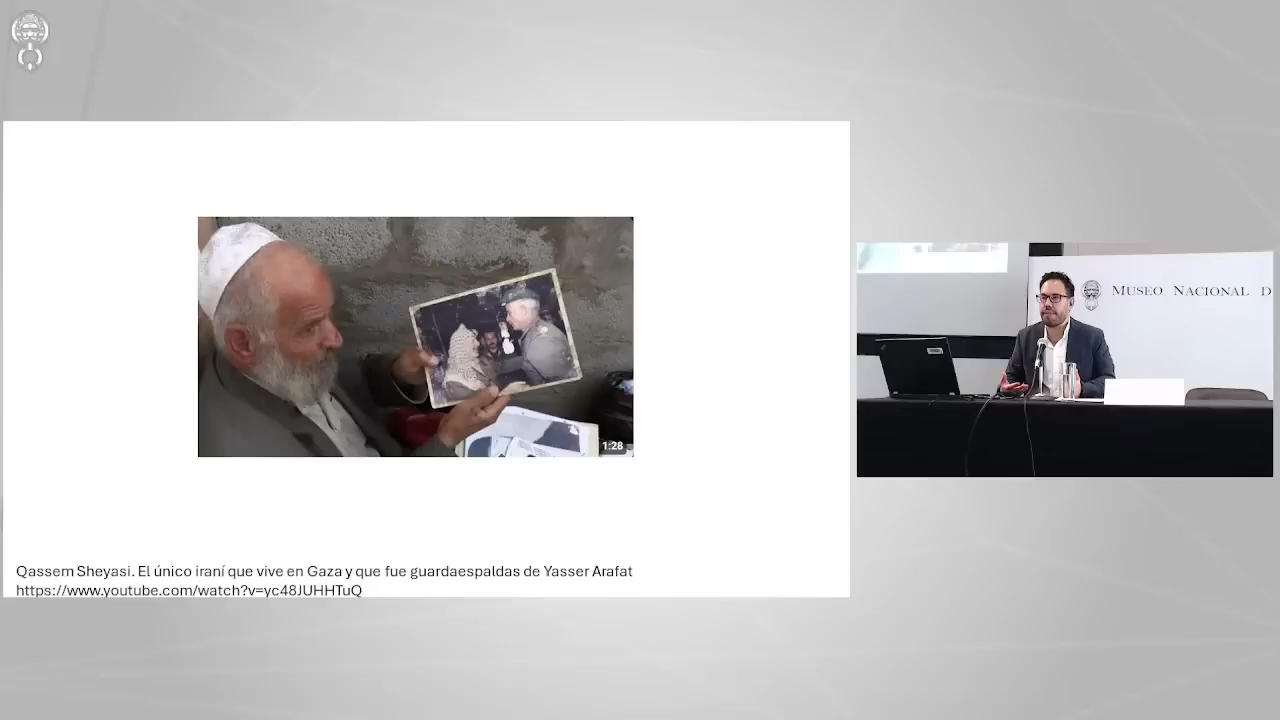 1:28
Qassem Sheyasi. El único iraní que vive en Gaza y que fue guardaespaldas de Yasser Arafat
https://www.youtube.com/watch?v=yc48JUHHTuQ
MUSEO NACIONAL D